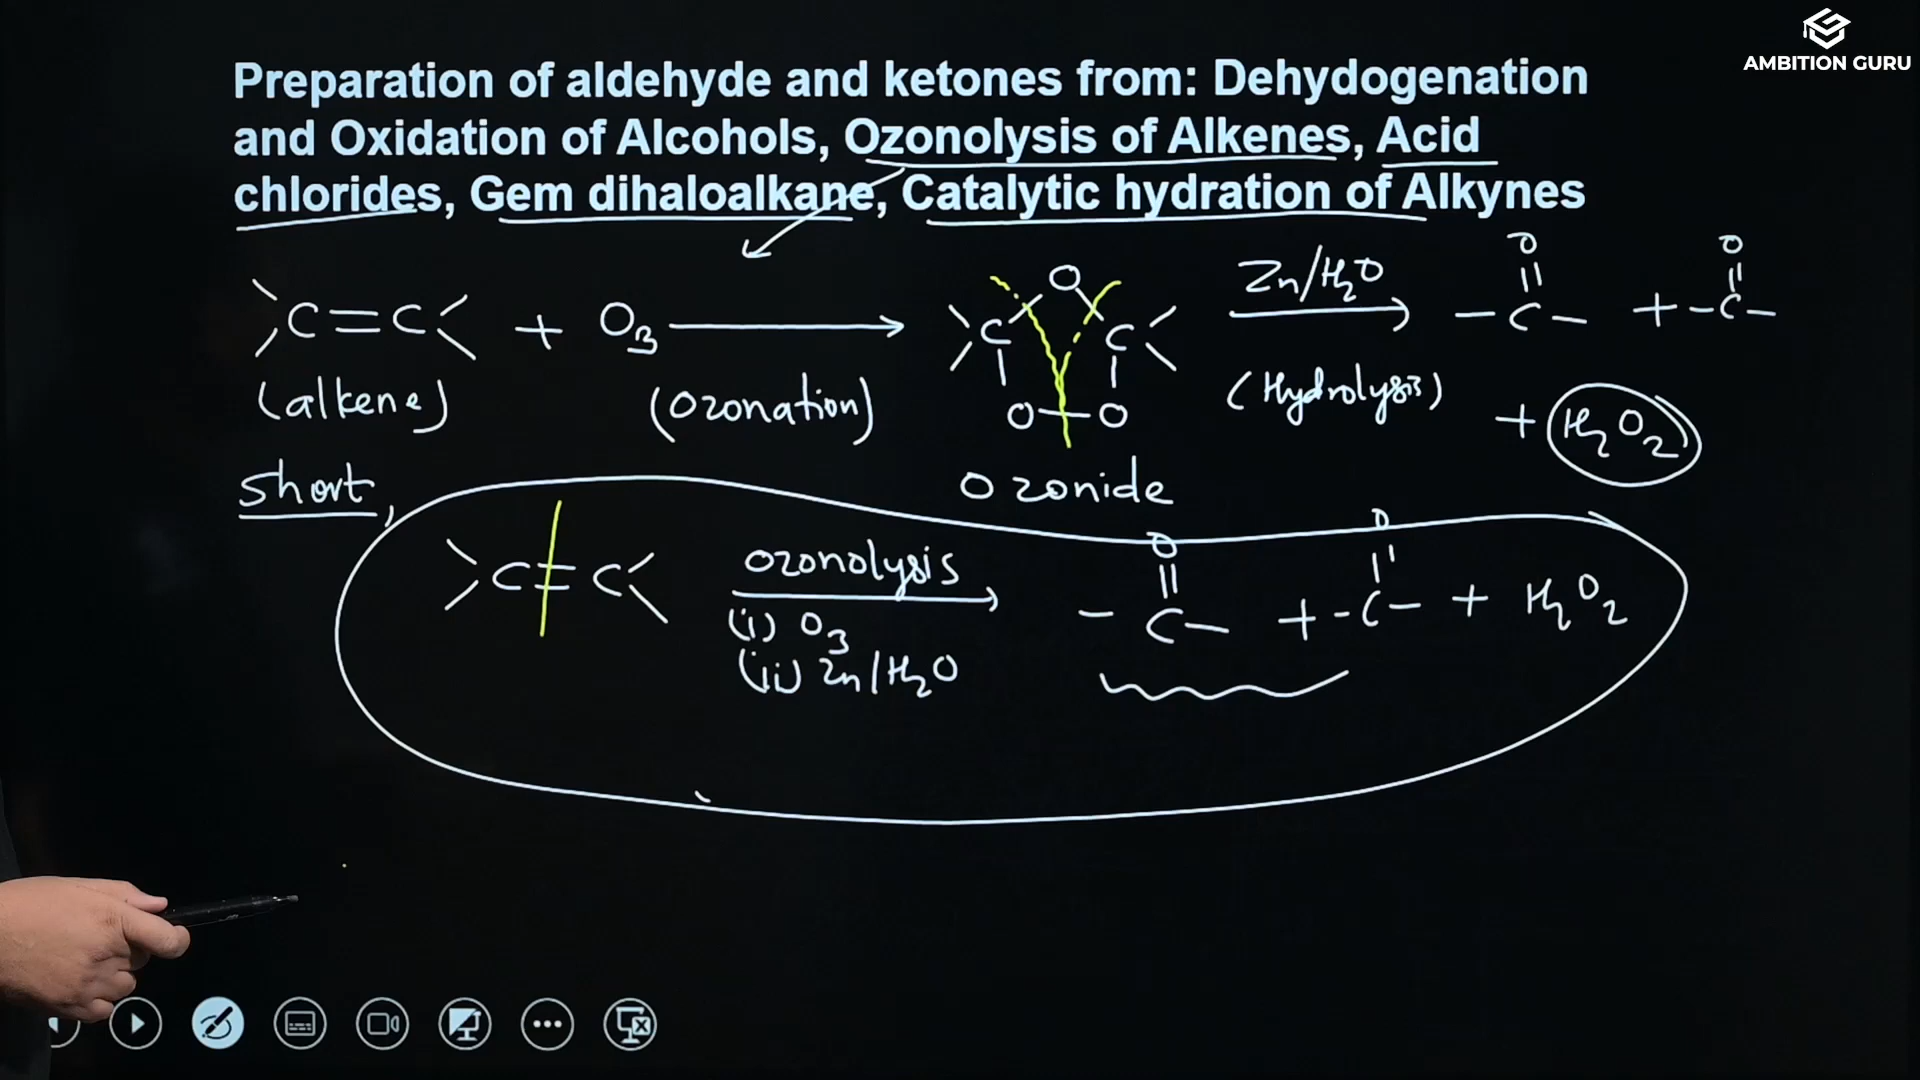 AMBITION GURU
Preparation of aldehyde and ketones from: Dehydogenation
and Oxidation of Alcohols, Ozonolysis of Alkenes, Acid
chlorides, Gem dihaloalkane, Catalytic hydration of Alkynes
C=C + O3 → C O C O O Zn/H2O → O=C + O=C
(alkene) (Ozonation) (Hydrolysis) + H2O2
short, Ozonide
C=C ozonolysis → O=C + O=C + H2O2
(i) O3
(ii) Zn/H2O